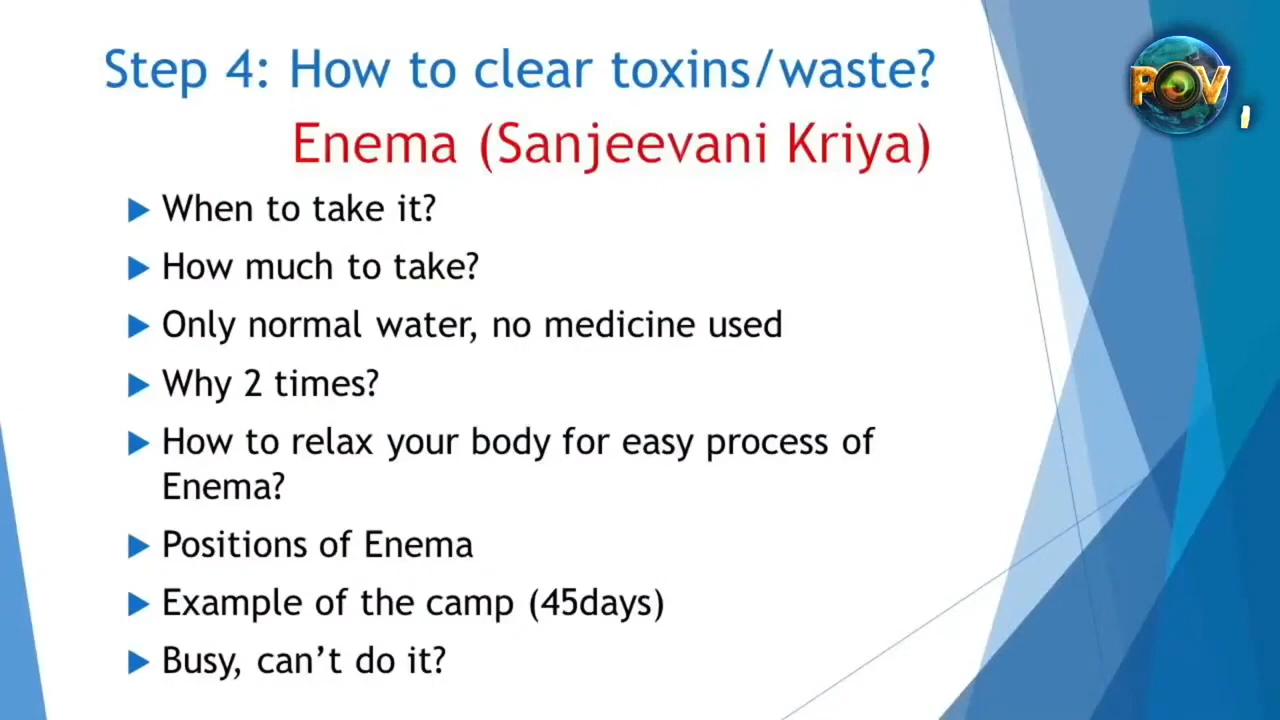 Step 4: How to clear toxins/waste?
POV
Enema (Sanjeevani Kriya)
When to take it?
How much to take?
Only normal water, no medicine used
Why 2 times?
How to relax your body for easy process of
Enema?
Positions of Enema
Example of the camp (45days)
Busy, can't do it?